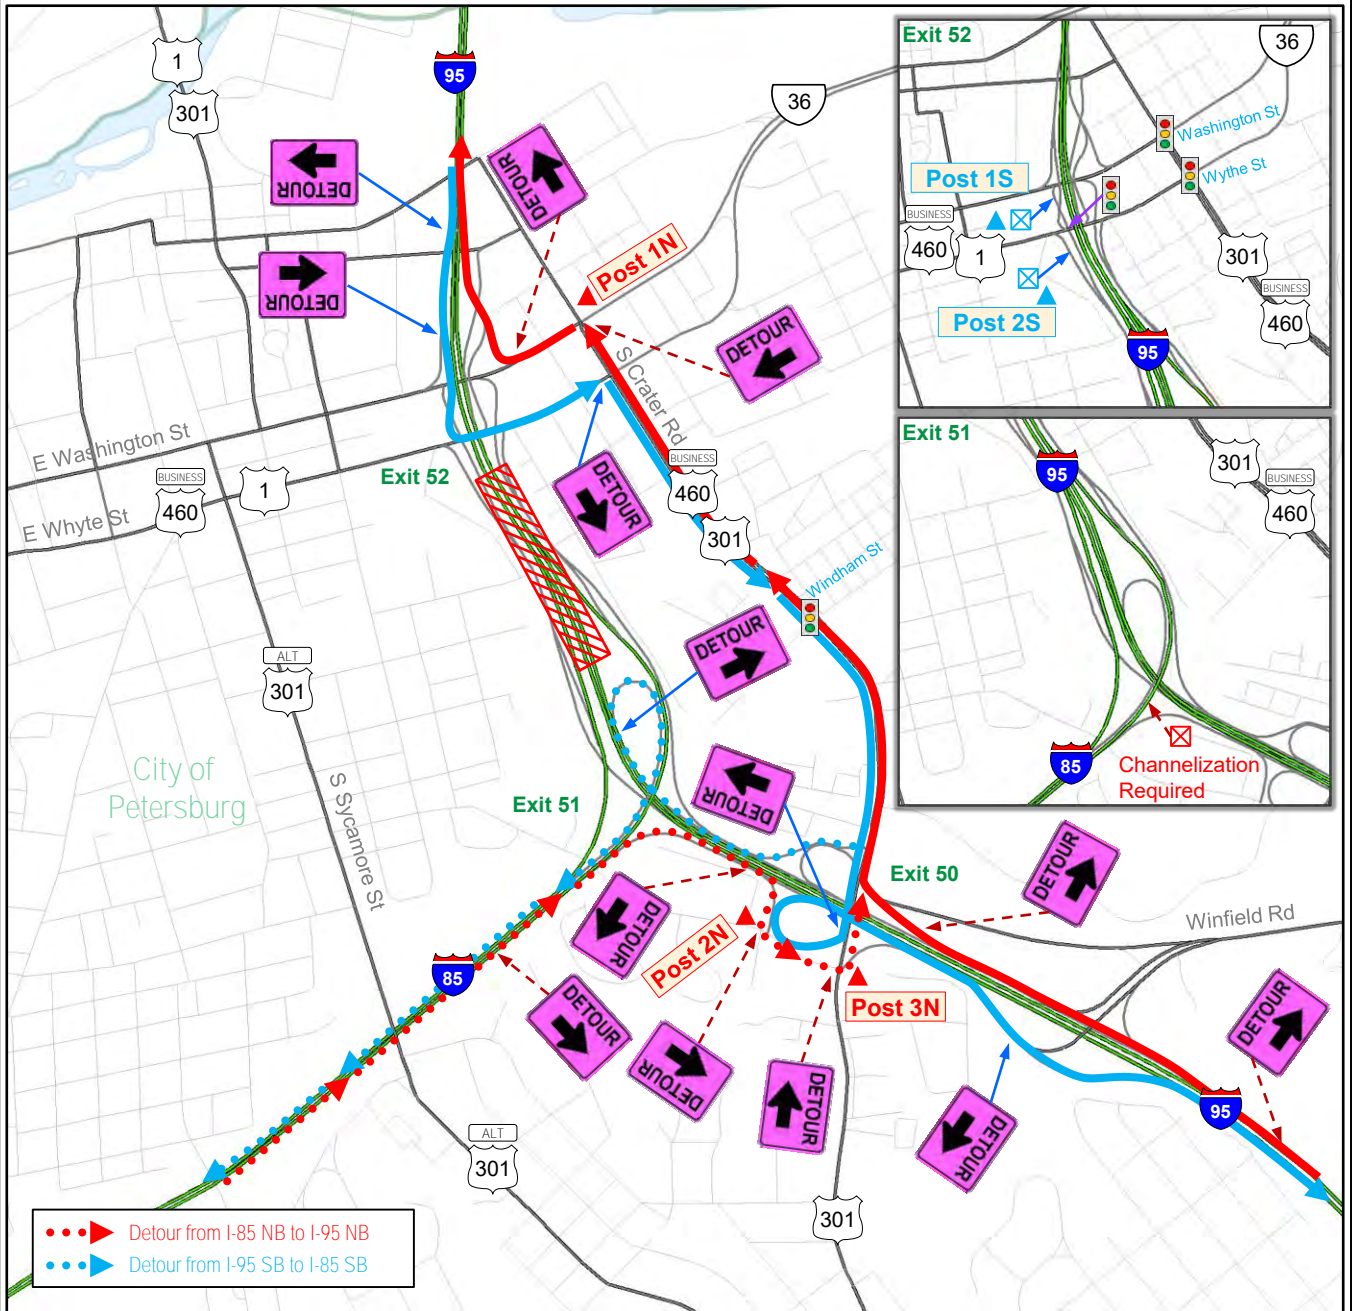 1
301
95
36
DETOUR
DETOUR
DETOUR
Post 1N
DETOUR
S Crater Rd
E Washington St
BUSINESS
460
1
E Whyte St
Exit 52
DETOUR
BUSINESS
460
301
Windham St
DETOUR
ALT
301
City of
Petersburg
S Sycamore St
Exit 51
DETOUR
Exit 50
DETOUR
Winfield Rd
DETOUR
Post 2N
85
DETOUR
DETOUR
DETOUR
Post 3N
DETOUR
DETOUR
95
ALT
301
301
Detour from I-85 NB to I-95 NB
Detour from I-95 SB to I-85 SB
Exit 52
36
Washington St
Wythe St
Post 1S
BUSINESS
460
1
301
BUSINESS
460
Post 2S
95
Exit 51
95
301
BUSINESS
460
85
Channelization
Required